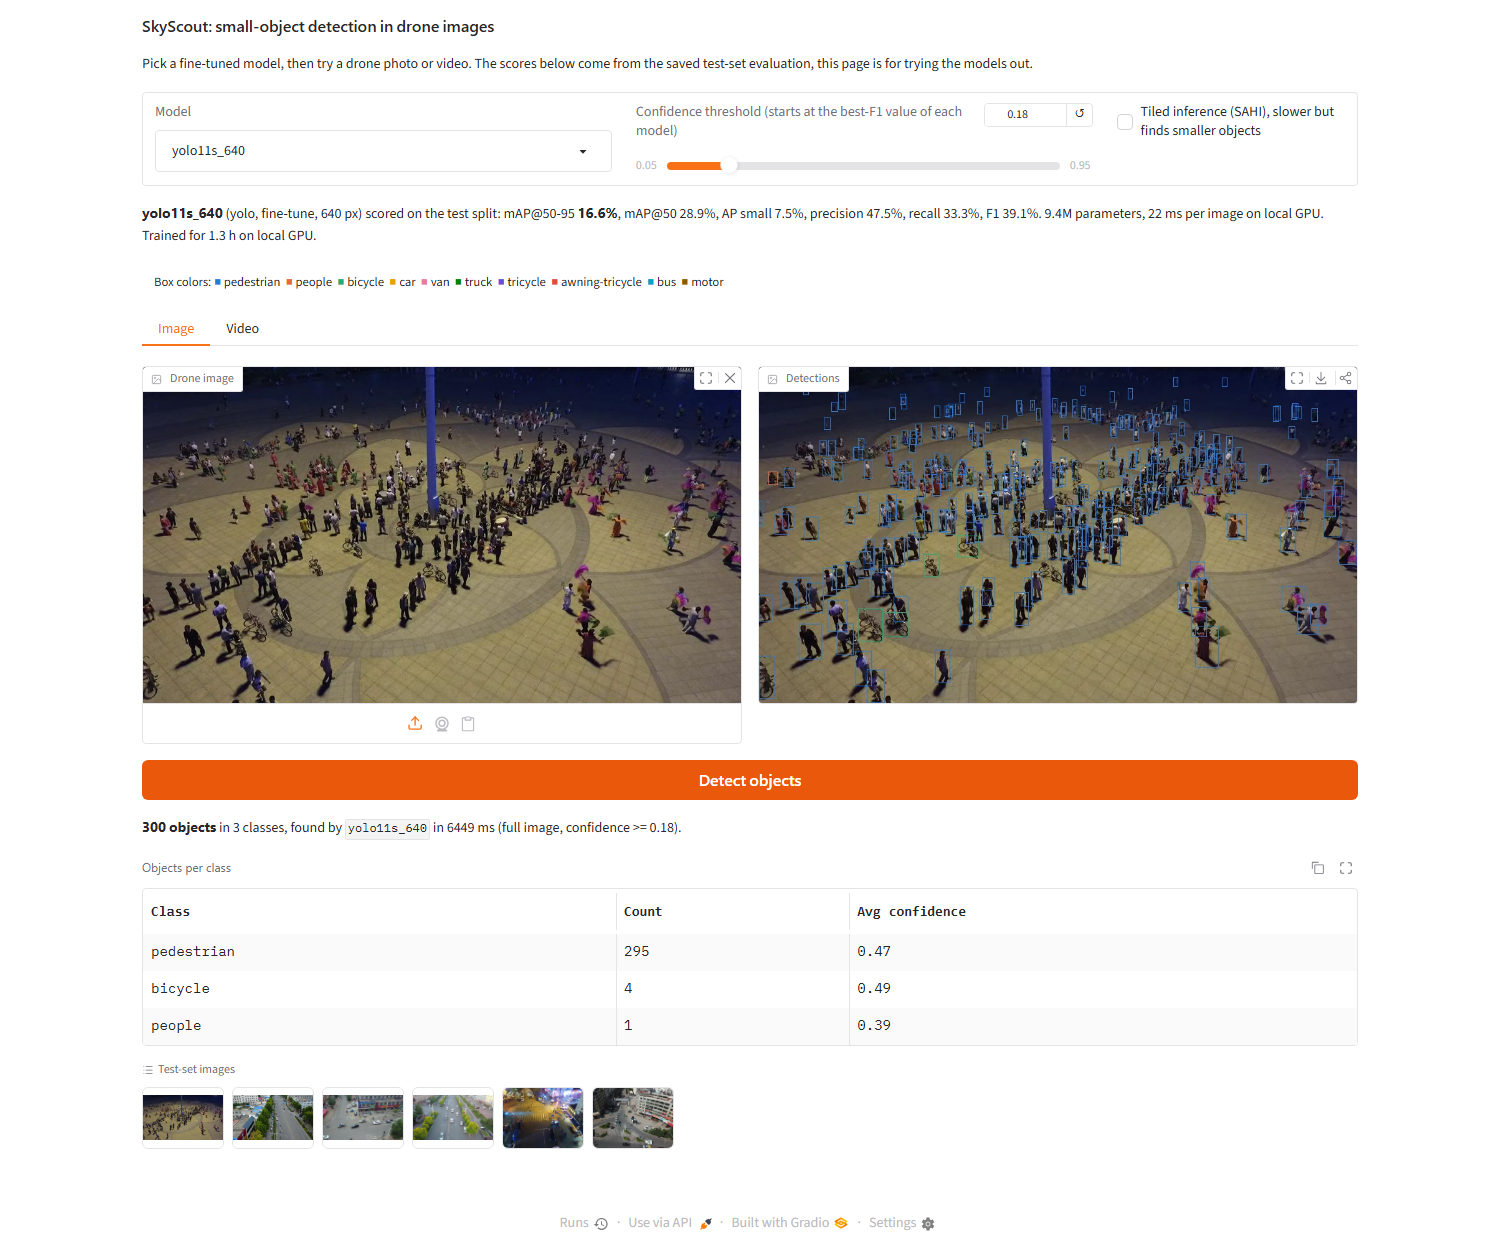 SkyScout: small-object detection in drone images
Pick a fine-tuned model, then try a drone photo or video. The scores below come from the saved test-set evaluation, this page is for trying the models out.
Model
yolo11s_640
Confidence threshold (starts at the best-F1 value of each
model)
0.18
0.05
0.95
Tiled inference (SAHI), slower but
finds smaller objects
yolo11s_640 (yolo, fine-tune, 640 px) scored on the test split: mAP@50-95 16.6%, mAP@50 28.9%, AP small 7.5%, precision 47.5%, recall 33.3%, F1 39.1%. 9.4M parameters, 22 ms per image on local GPU.
Trained for 1.3 h on local GPU.
Box colors: pedestrian people bicycle car van truck tricycle awning-tricycle bus motor
Image Video
Drone image
Detections
Detect objects
300 objects in 3 classes, found by yolo11s_640 in 6449 ms (full image, confidence >= 0.18).
Objects per class
Class Count Avg confidence
pedestrian 295 0.47
bicycle 4 0.49
people 1 0.39
Test-set images
Runs · Use via API · Built with Gradio · Settings